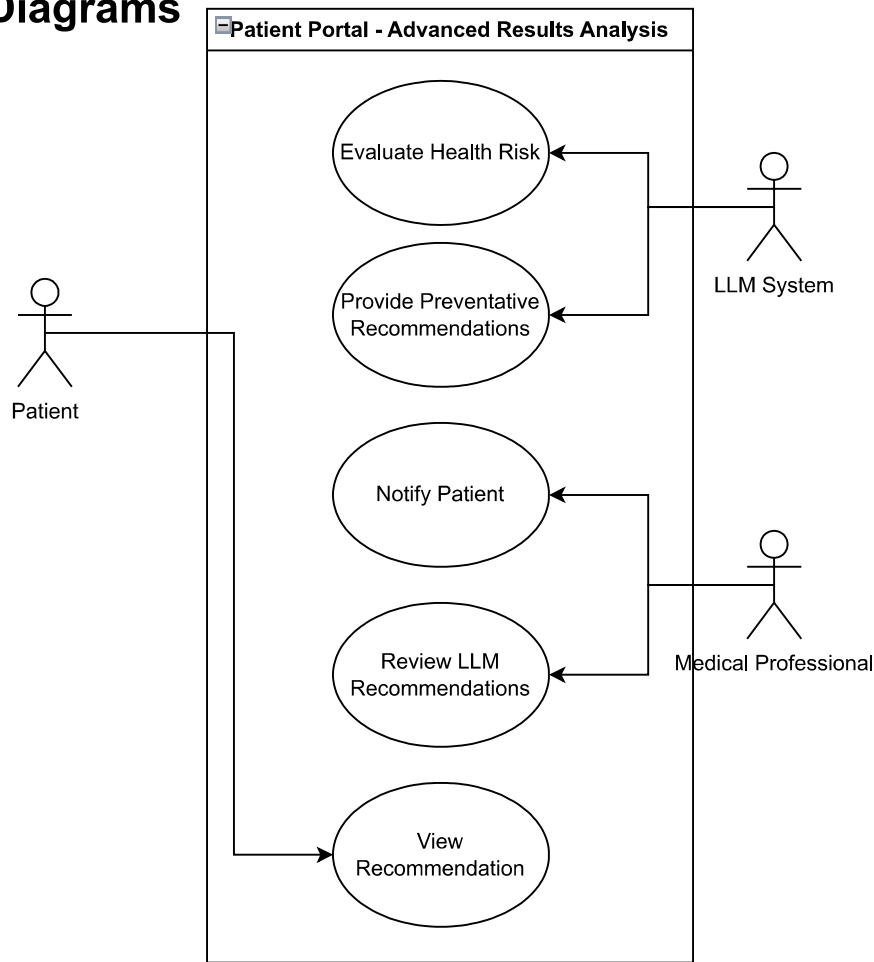 Diagrams
Patient Portal - Advanced Results Analysis
Evaluate Health Risk
LLM System
Provide Preventative
Recommendations
Patient
Notify Patient
Medical Professional
Review LLM
Recommendations
View
Recommendation